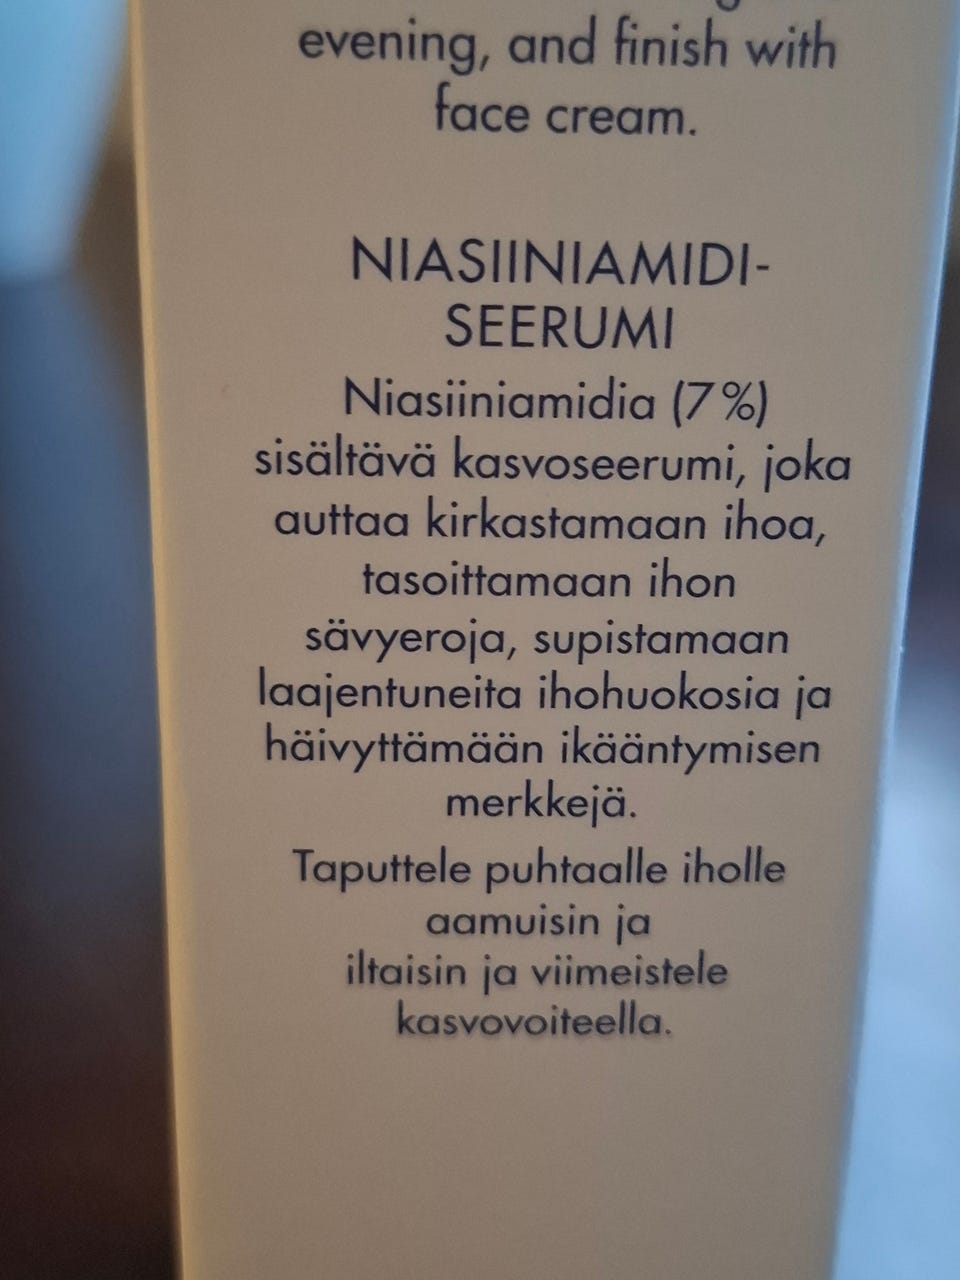 evening, and finish with
face cream.
NIASIINIAMIDI-
SEERUMI
Niasiiniamidia (7%)
sisältävä kasvoseerumi, joka
auttaa kirkastamaan ihoa,
tasoittamaan ihon
sävyeroja, supistamaan
laajentuneita ihohuokosia ja
häivyttämään ikääntymisen
merkkejä.
Taputtele puhtaalle iholle
aamuisin ja
iltaisin ja viimeistele
kasvovoiteella.